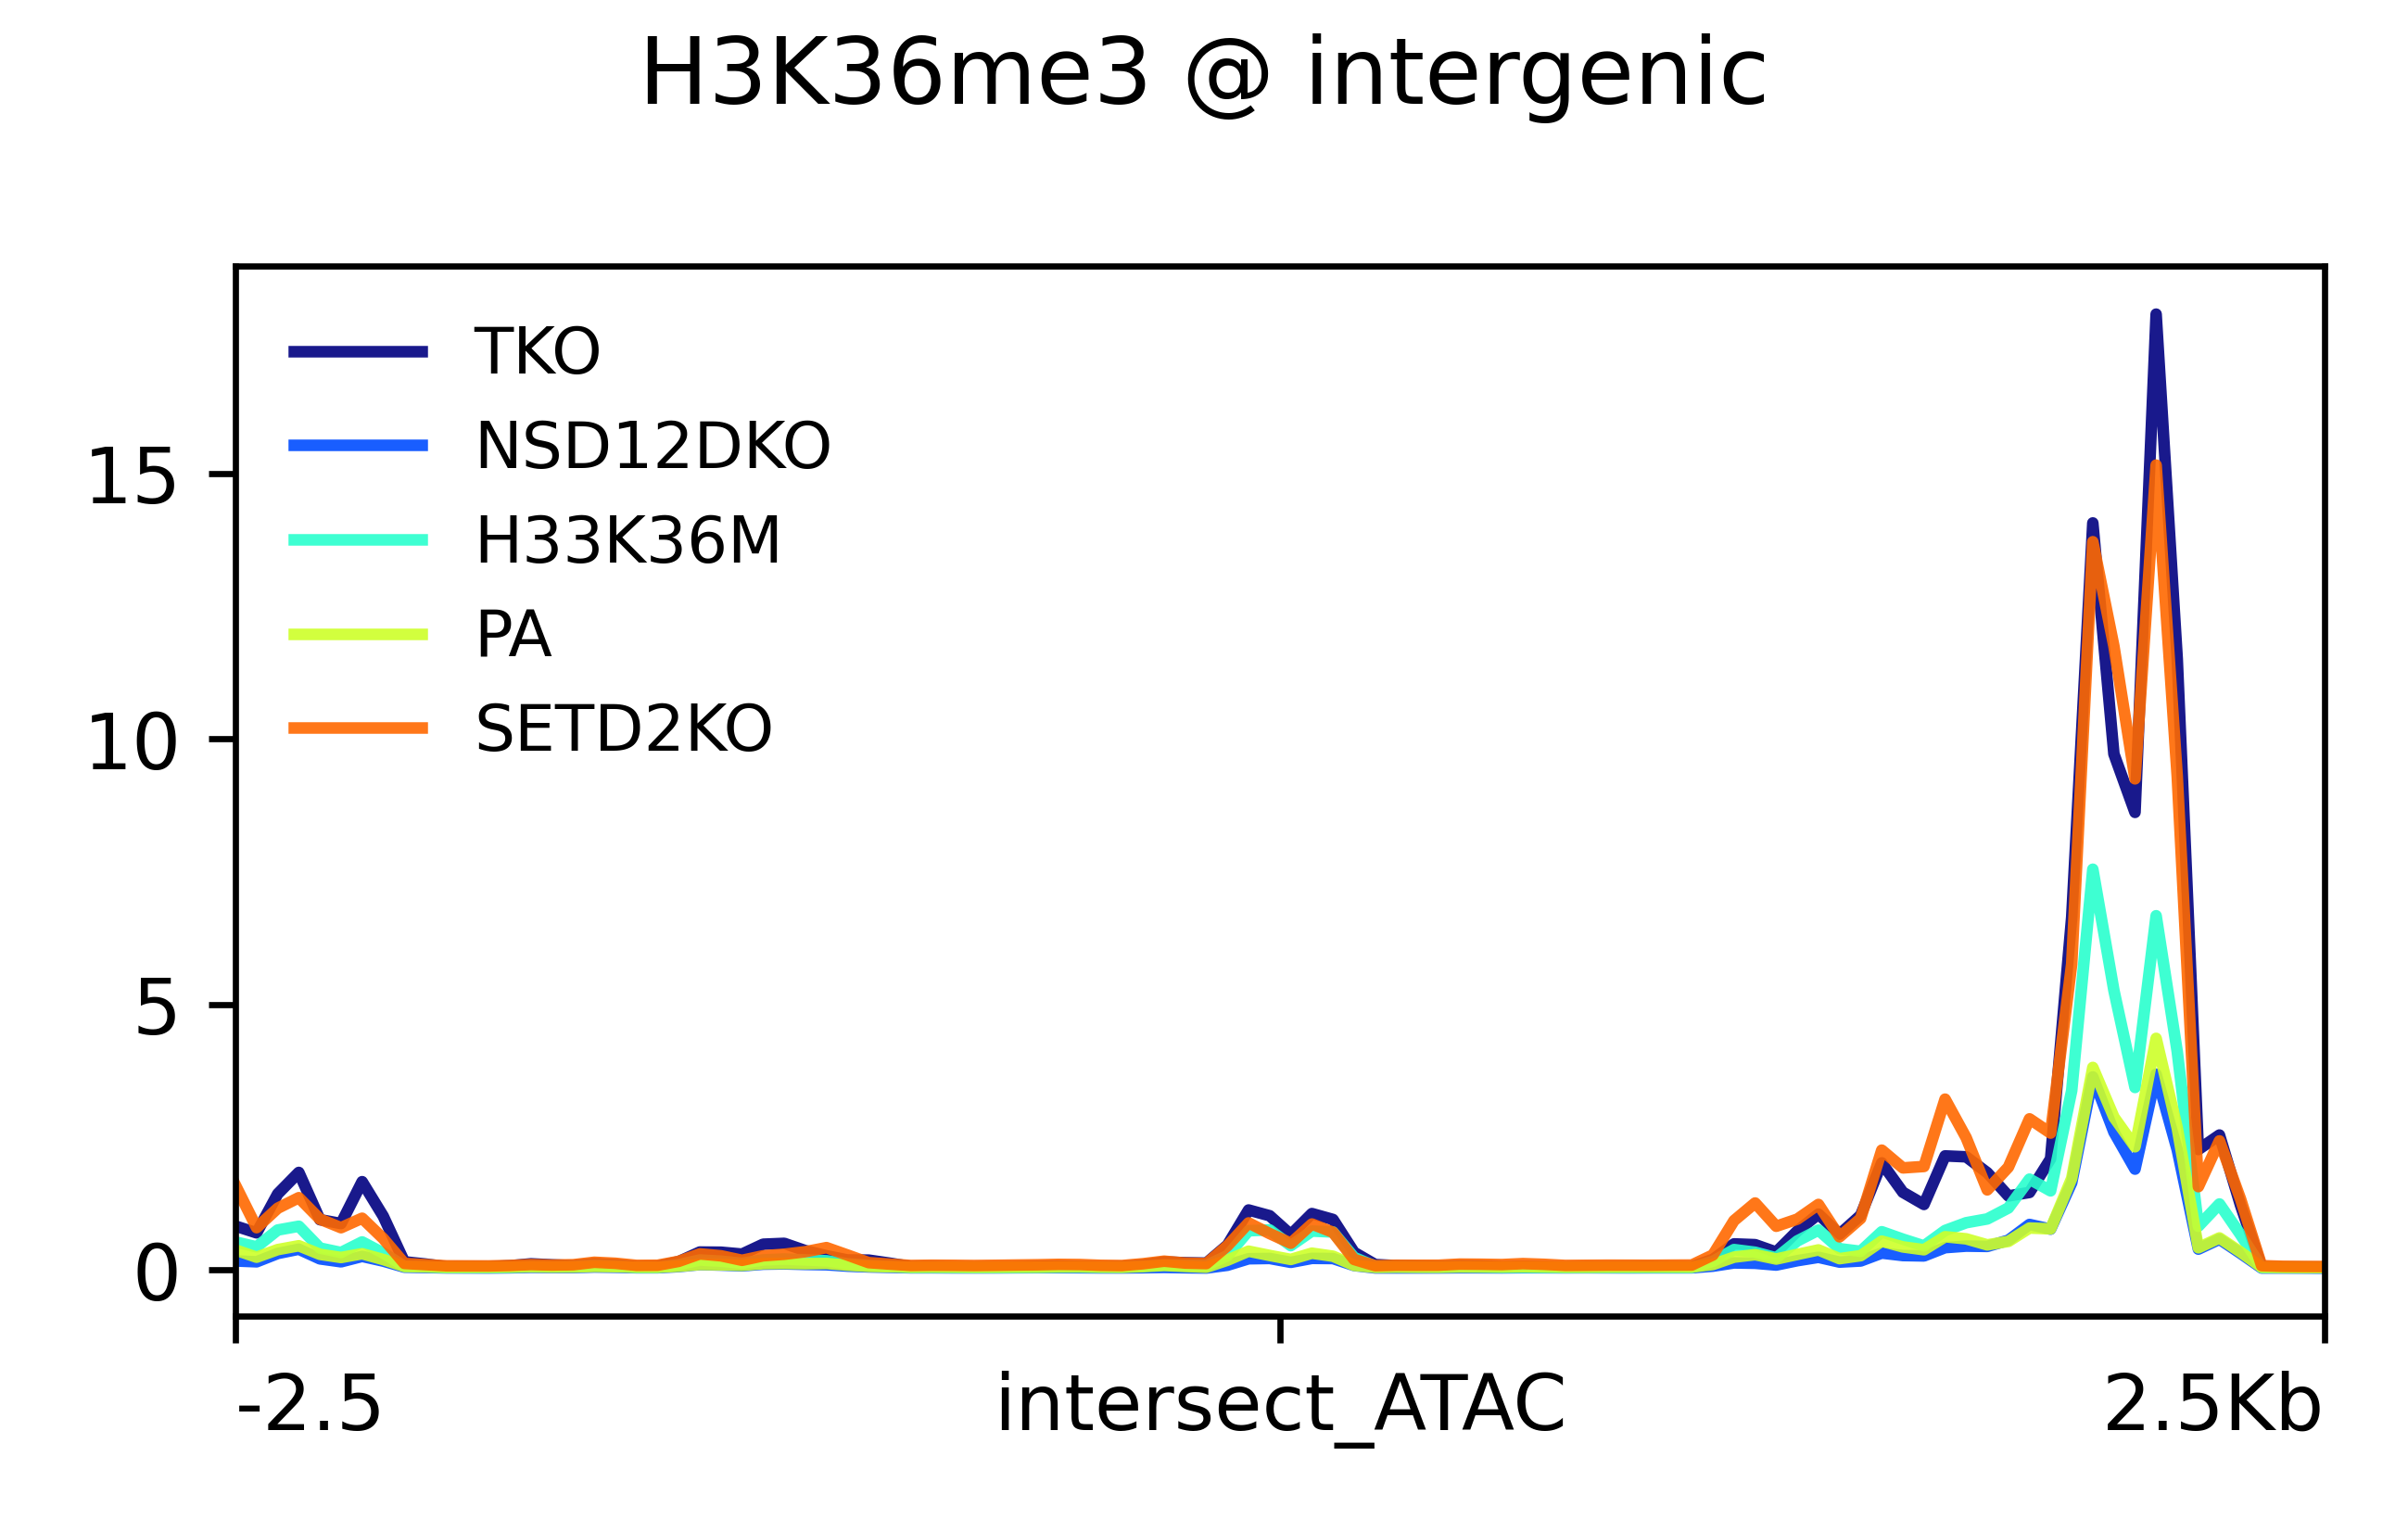 H3K36me3 @ intergenic
TKO
NSD12DKO
H33K36M
PA
SETD2KO
15
10
5
0
-2.5
intersect_ATAC
2.5Kb